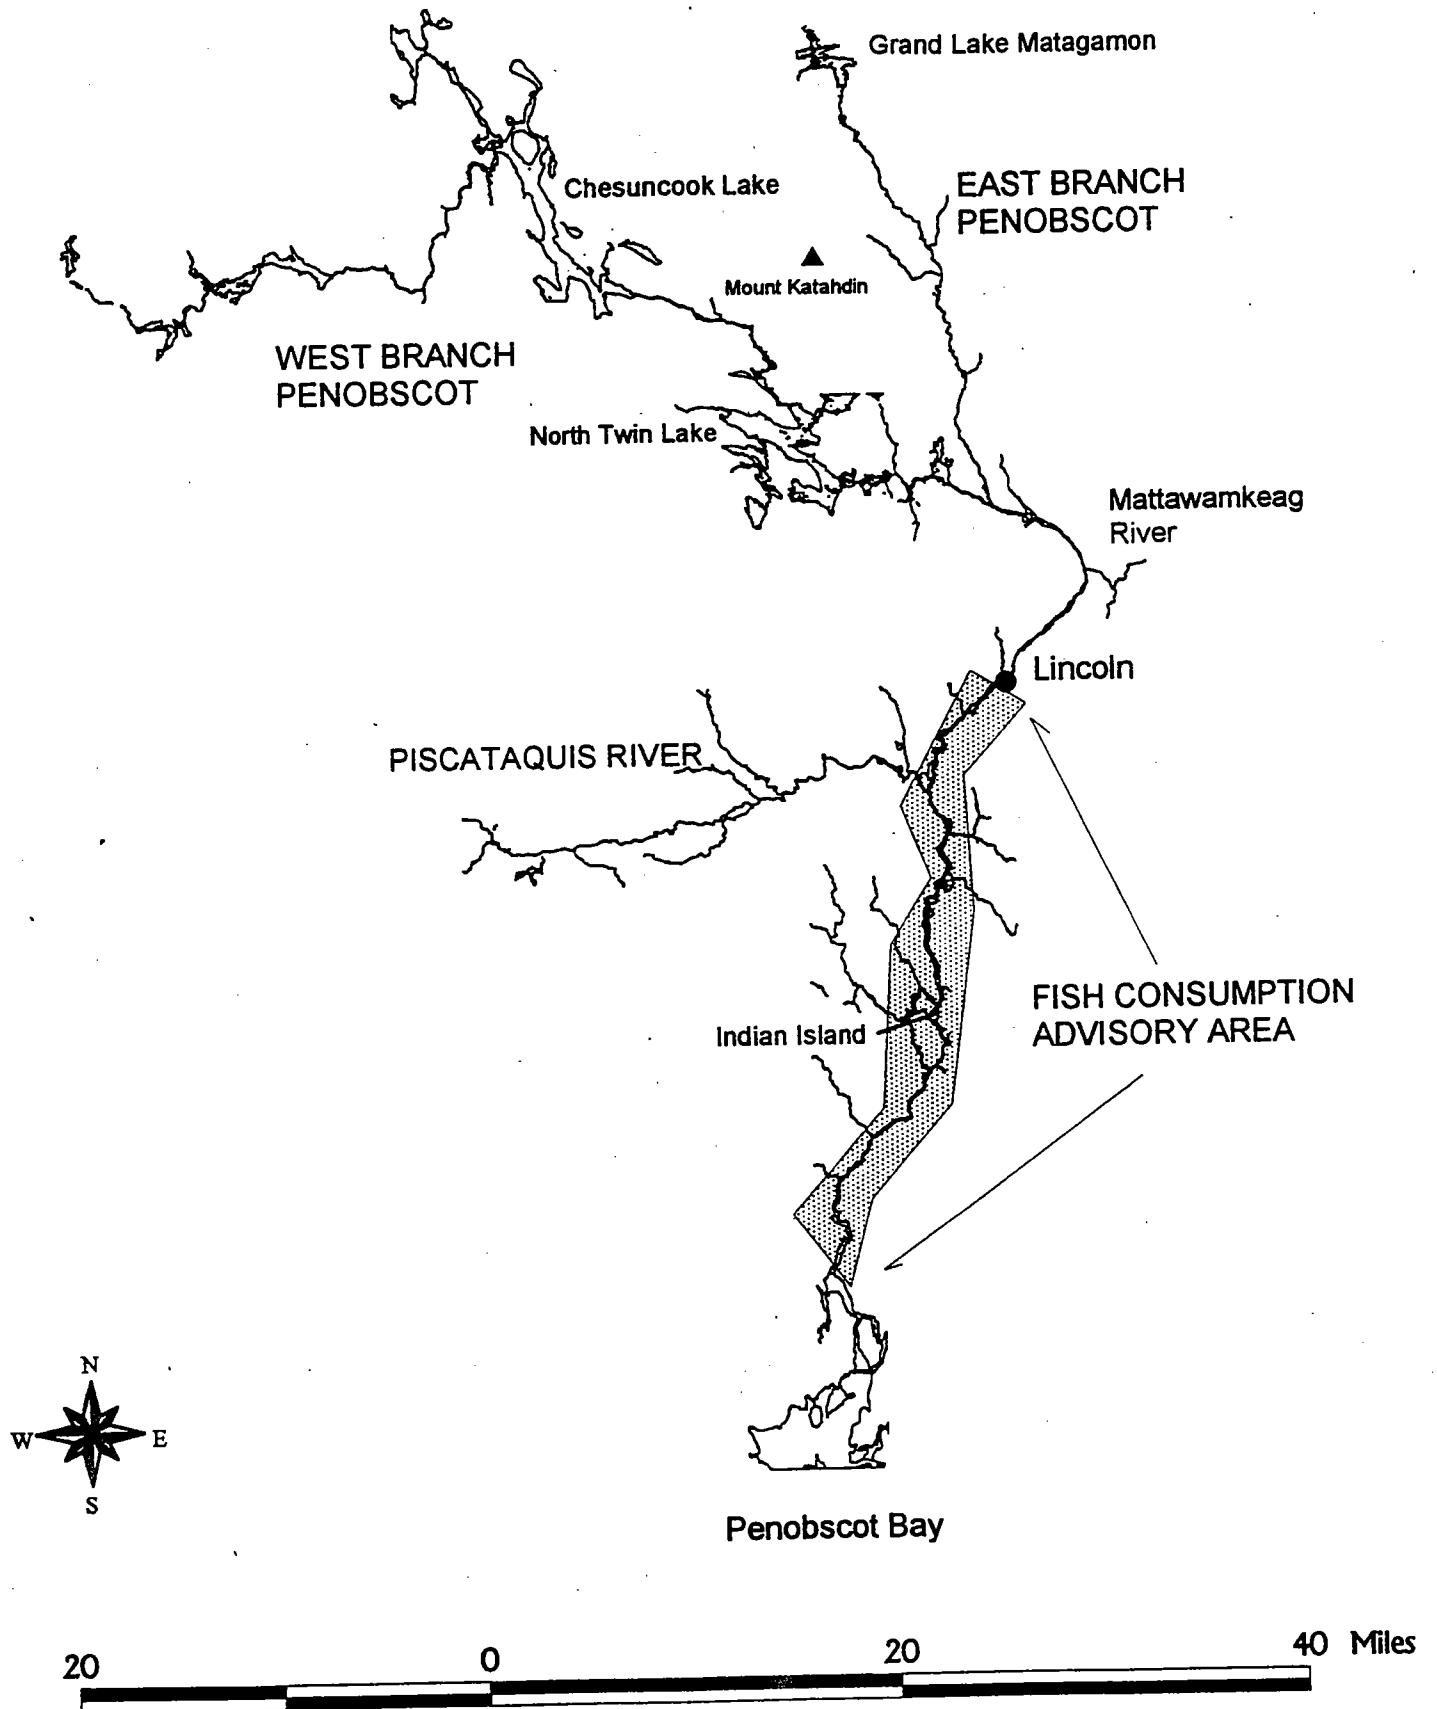 Grand Lake Matagamon
EAST BRANCH
PENOBSCOT
Chesuncook Lake
Mount Katahdin
WEST BRANCH
PENOBSCOT
North Twin Lake
Mattawamkeag
River
Lincoln
PISCATAQUIS RIVER
FISH CONSUMPTION
ADVISORY AREA
Indian Island
N
W E
S
Penobscot Bay
20 0 20 40 Miles